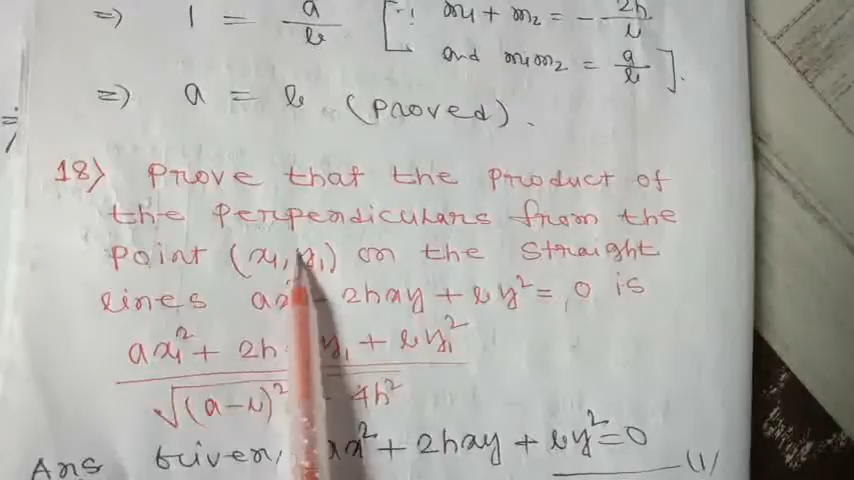 => 1 = a/b [∵ m1 + m2 = - 2h/b
and m1m2 = a/b].
=> a = b (Proved).
18) Prove that the product of
the perpendiculars from the
point (x1, y1) on the straight
lines ax² 2hxy + by² = 0 is
ax1² + 2h y1 + by1²
√(a-b)² 4h²
Ans Given, ax² + 2hxy + by² = 0 (1)